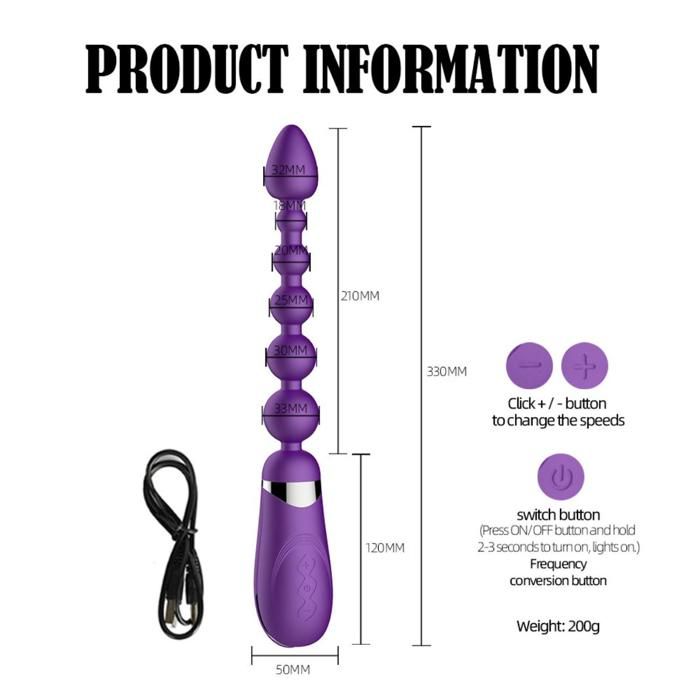 PRODUCT INFORMATION
32MM
18MM
20MM
25MM
210MM
30MM
330MM
33MM
Click + / - button
to change the speeds
switch button
(Press ON/OFF button and hold
2-3 seconds to turn on, lights on.)
120MM
Frequency
conversion button
Weight: 200g
50MM